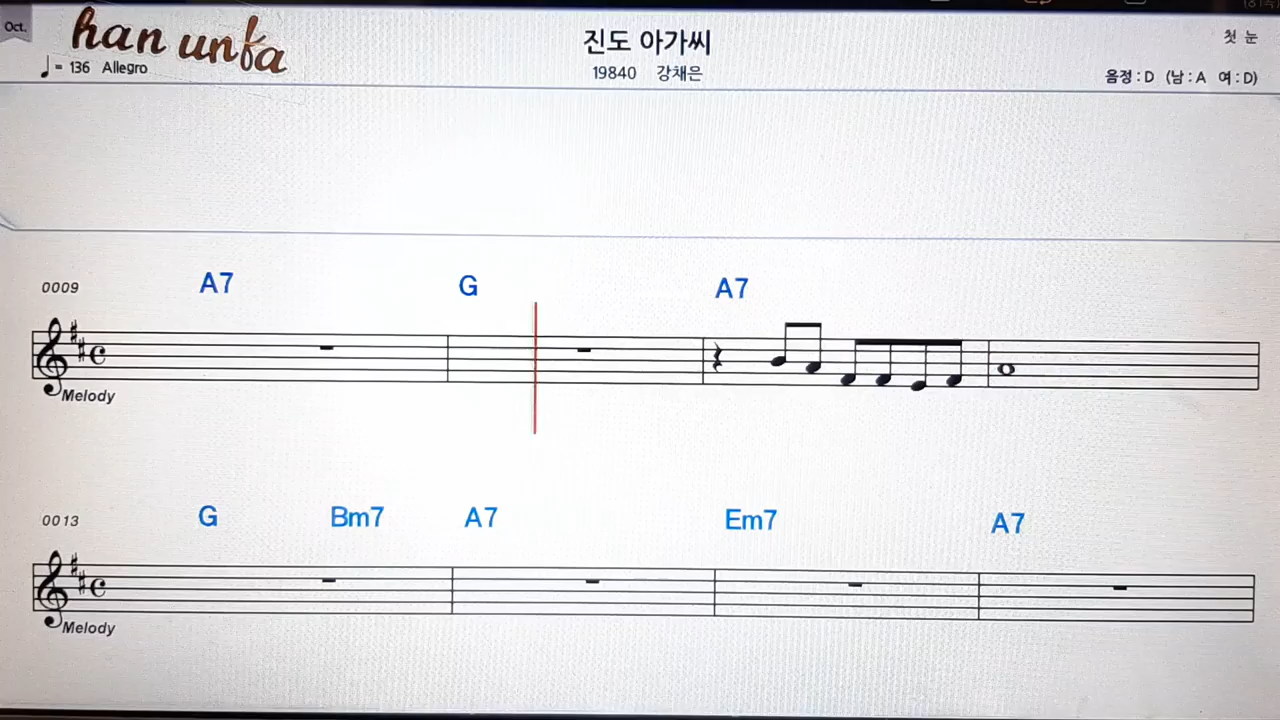 Oct.
han unfa
♩= 136 Allegro
진도 아가씨
19840 강채은
첫 눈
음정 : D (남 : A 여 : D)
0009
A7 G A7
Melody
0013
G Bm7 A7 Em7 A7
Melody